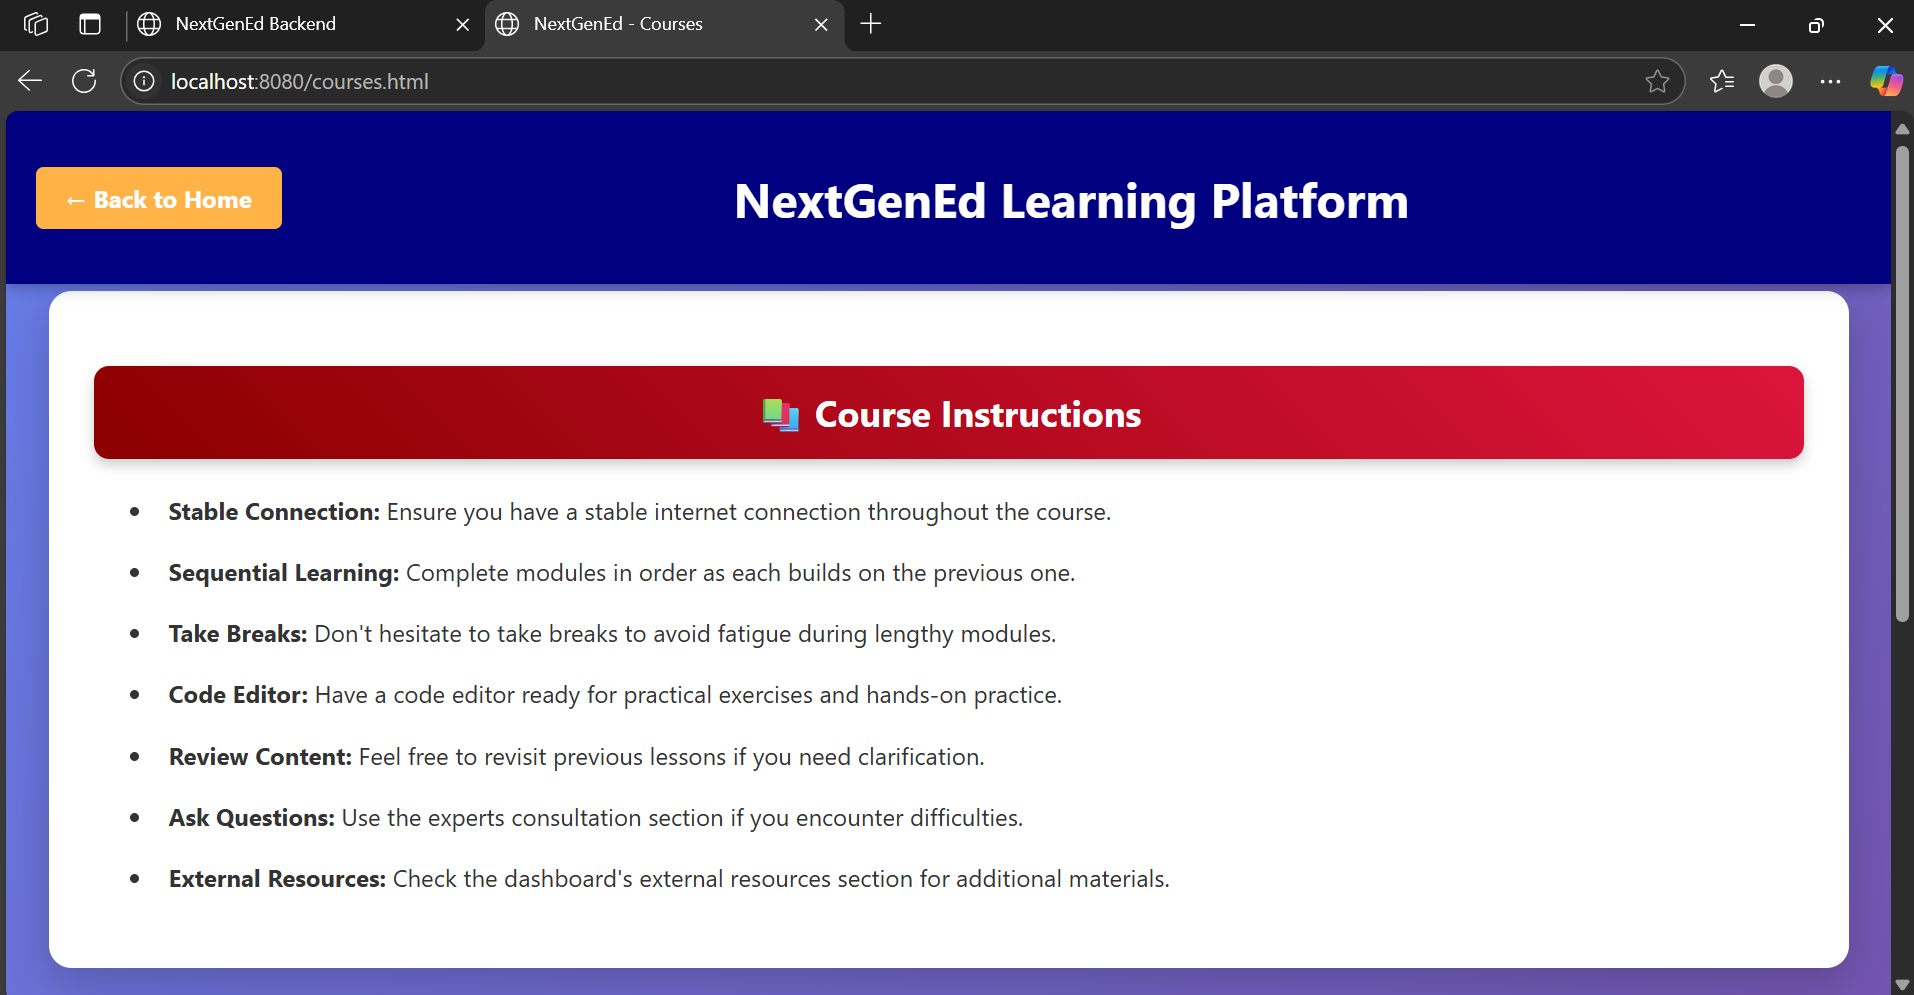 NextGenEd Backend
NextGenEd - Courses
localhost:8080/courses.html
← Back to Home
NextGenEd Learning Platform
Course Instructions
• Stable Connection: Ensure you have a stable internet connection throughout the course.
• Sequential Learning: Complete modules in order as each builds on the previous one.
• Take Breaks: Don't hesitate to take breaks to avoid fatigue during lengthy modules.
• Code Editor: Have a code editor ready for practical exercises and hands-on practice.
• Review Content: Feel free to revisit previous lessons if you need clarification.
• Ask Questions: Use the experts consultation section if you encounter difficulties.
• External Resources: Check the dashboard's external resources section for additional materials.